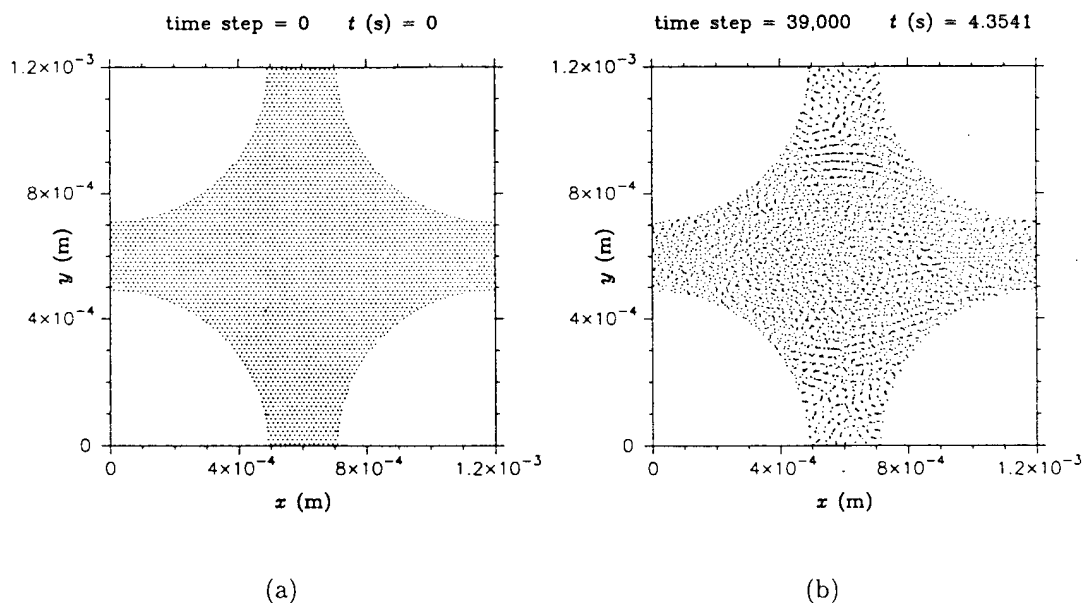 time step = 0 t (s) = 0
1.2×10⁻³
8×10⁻⁴
y (m)
4×10⁻⁴
0
0 4×10⁻⁴ 8×10⁻⁴ 1.2×10⁻³
x (m)
(a)
time step = 39,000 t (s) = 4.3541
1.2×10⁻³
8×10⁻⁴
y (m)
4×10⁻⁴
0
0 4×10⁻⁴ 8×10⁻⁴ 1.2×10⁻³
x (m)
(b)